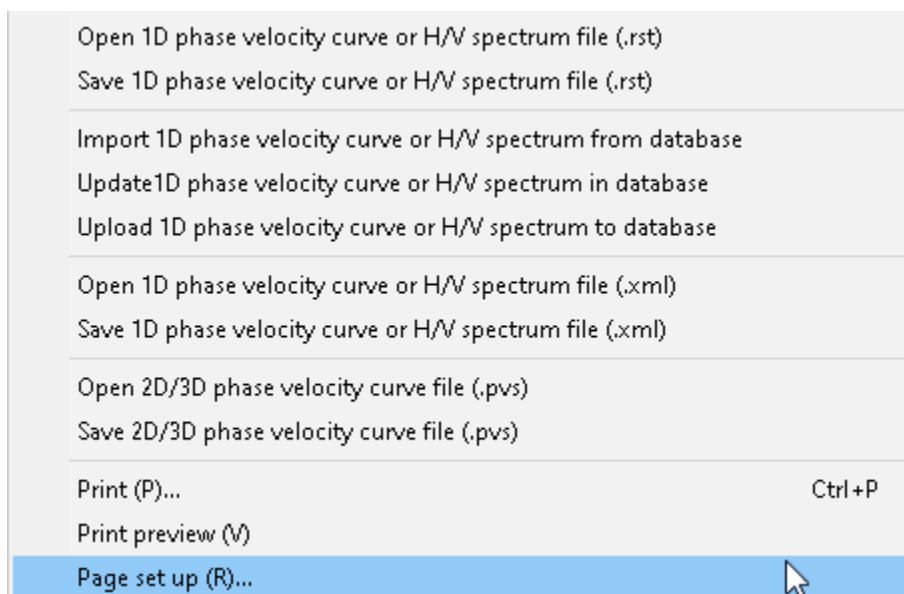 Open 1D phase velocity curve or H/V spectrum file (.rst)
Save 1D phase velocity curve or H/V spectrum file (.rst)
Import 1D phase velocity curve or H/V spectrum from database
Update1D phase velocity curve or H/V spectrum in database
Upload 1D phase velocity curve or H/V spectrum to database
Open 1D phase velocity curve or H/V spectrum file (.xml)
Save 1D phase velocity curve or H/V spectrum file (.xml)
Open 2D/3D phase velocity curve file (.pvs)
Save 2D/3D phase velocity curve file (.pvs)
Print (P)... Ctrl+P
Print preview (V)
Page set up (R)...